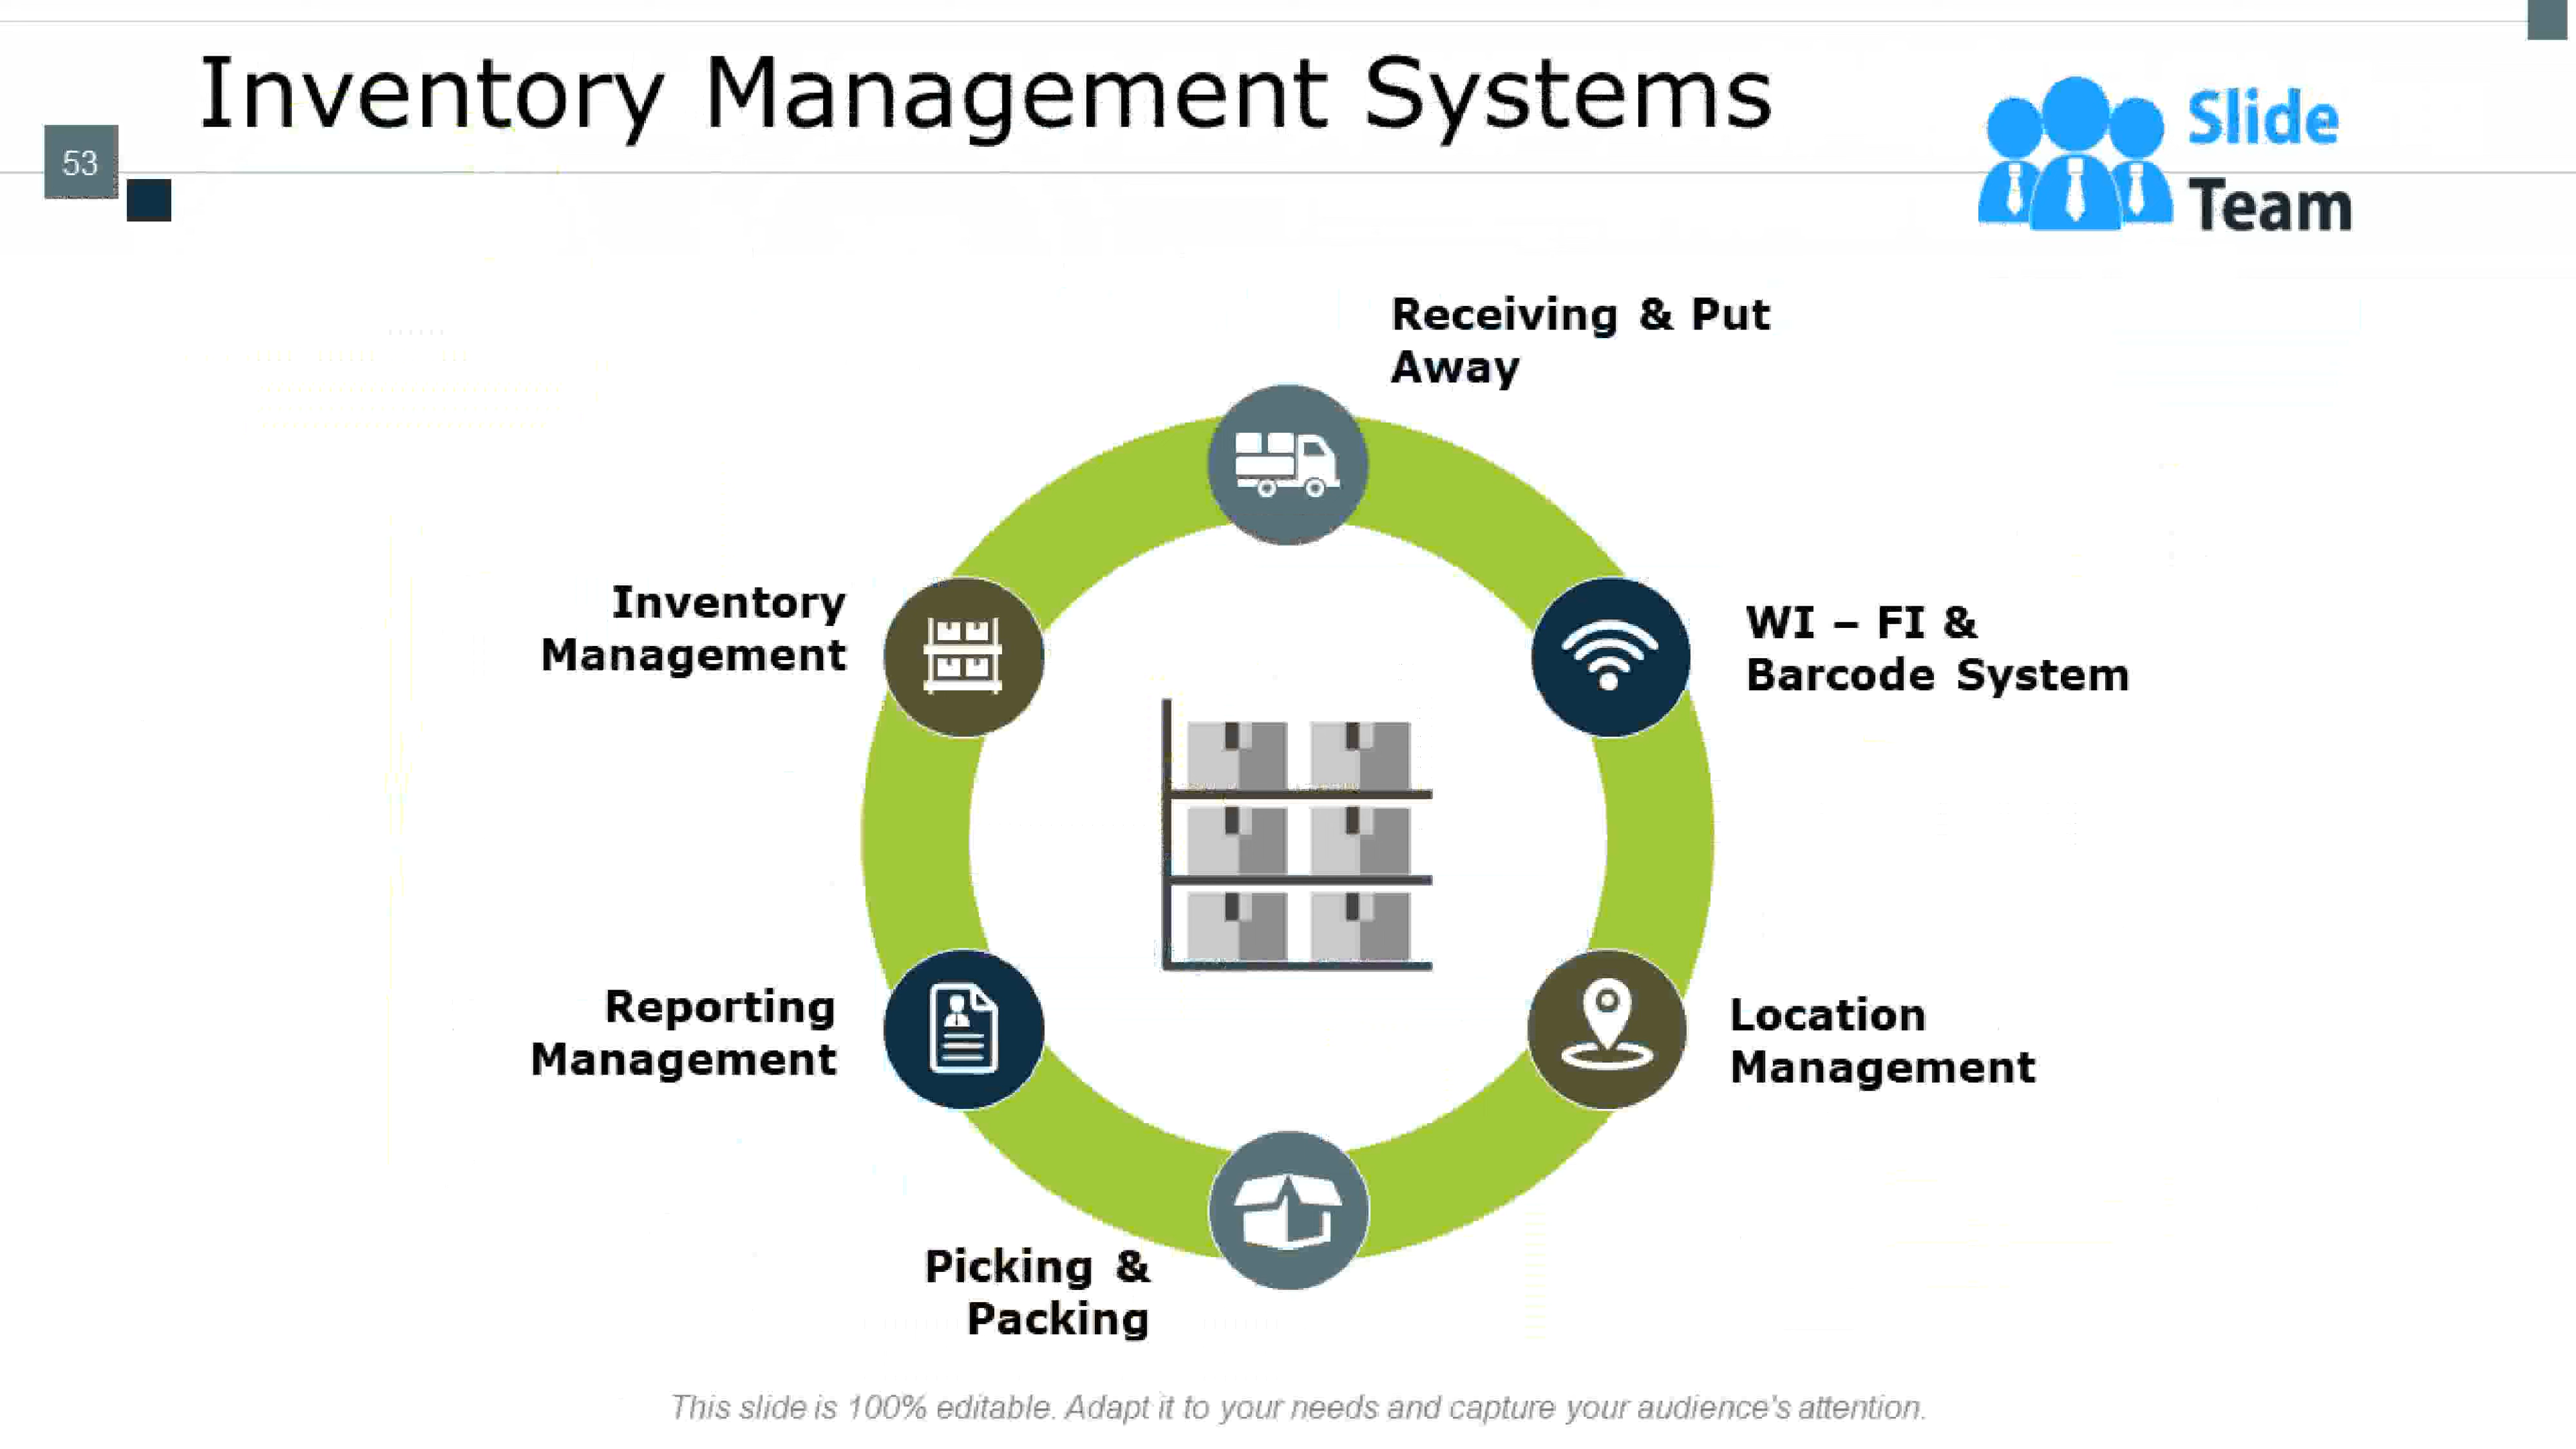 Inventory Management Systems
53
Slide
Team
Receiving & Put
Away
WI – FI &
Barcode System
Location
Management
Picking &
Packing
Reporting
Management
Inventory
Management
This slide is 100% editable. Adapt it to your needs and capture your audience's attention.